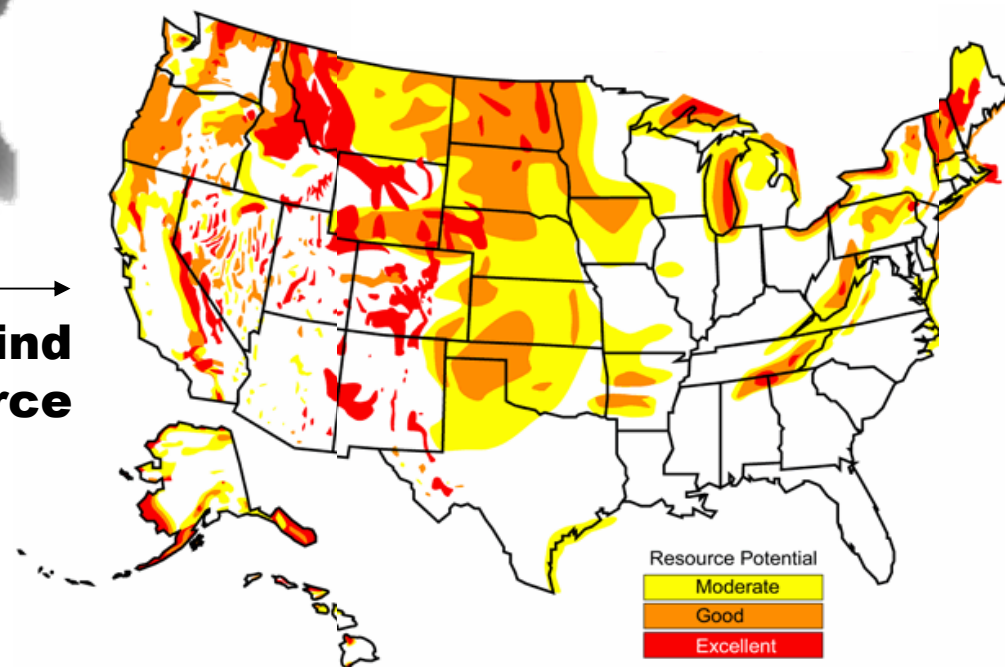 ind
rce
Resource Potential
Moderate
Good
Excellent